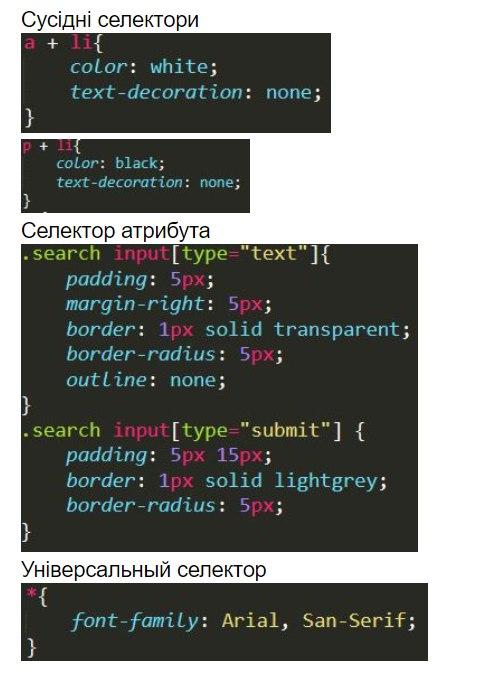 Сусідні селектори
a + li{
    color: white;
    text-decoration: none;
}
p + li{
    color: black;
    text-decoration: none;
}
Селектор атрибута
.search input[type="text"]{
    padding: 5px;
    margin-right: 5px;
    border: 1px solid transparent;
    border-radius: 5px;
    outline: none;
}
.search input[type="submit"] {
    padding: 5px 15px;
    border: 1px solid lightgrey;
    border-radius: 5px;
}
Універсальный селектор
*{
    font-family: Arial, San-Serif;
}